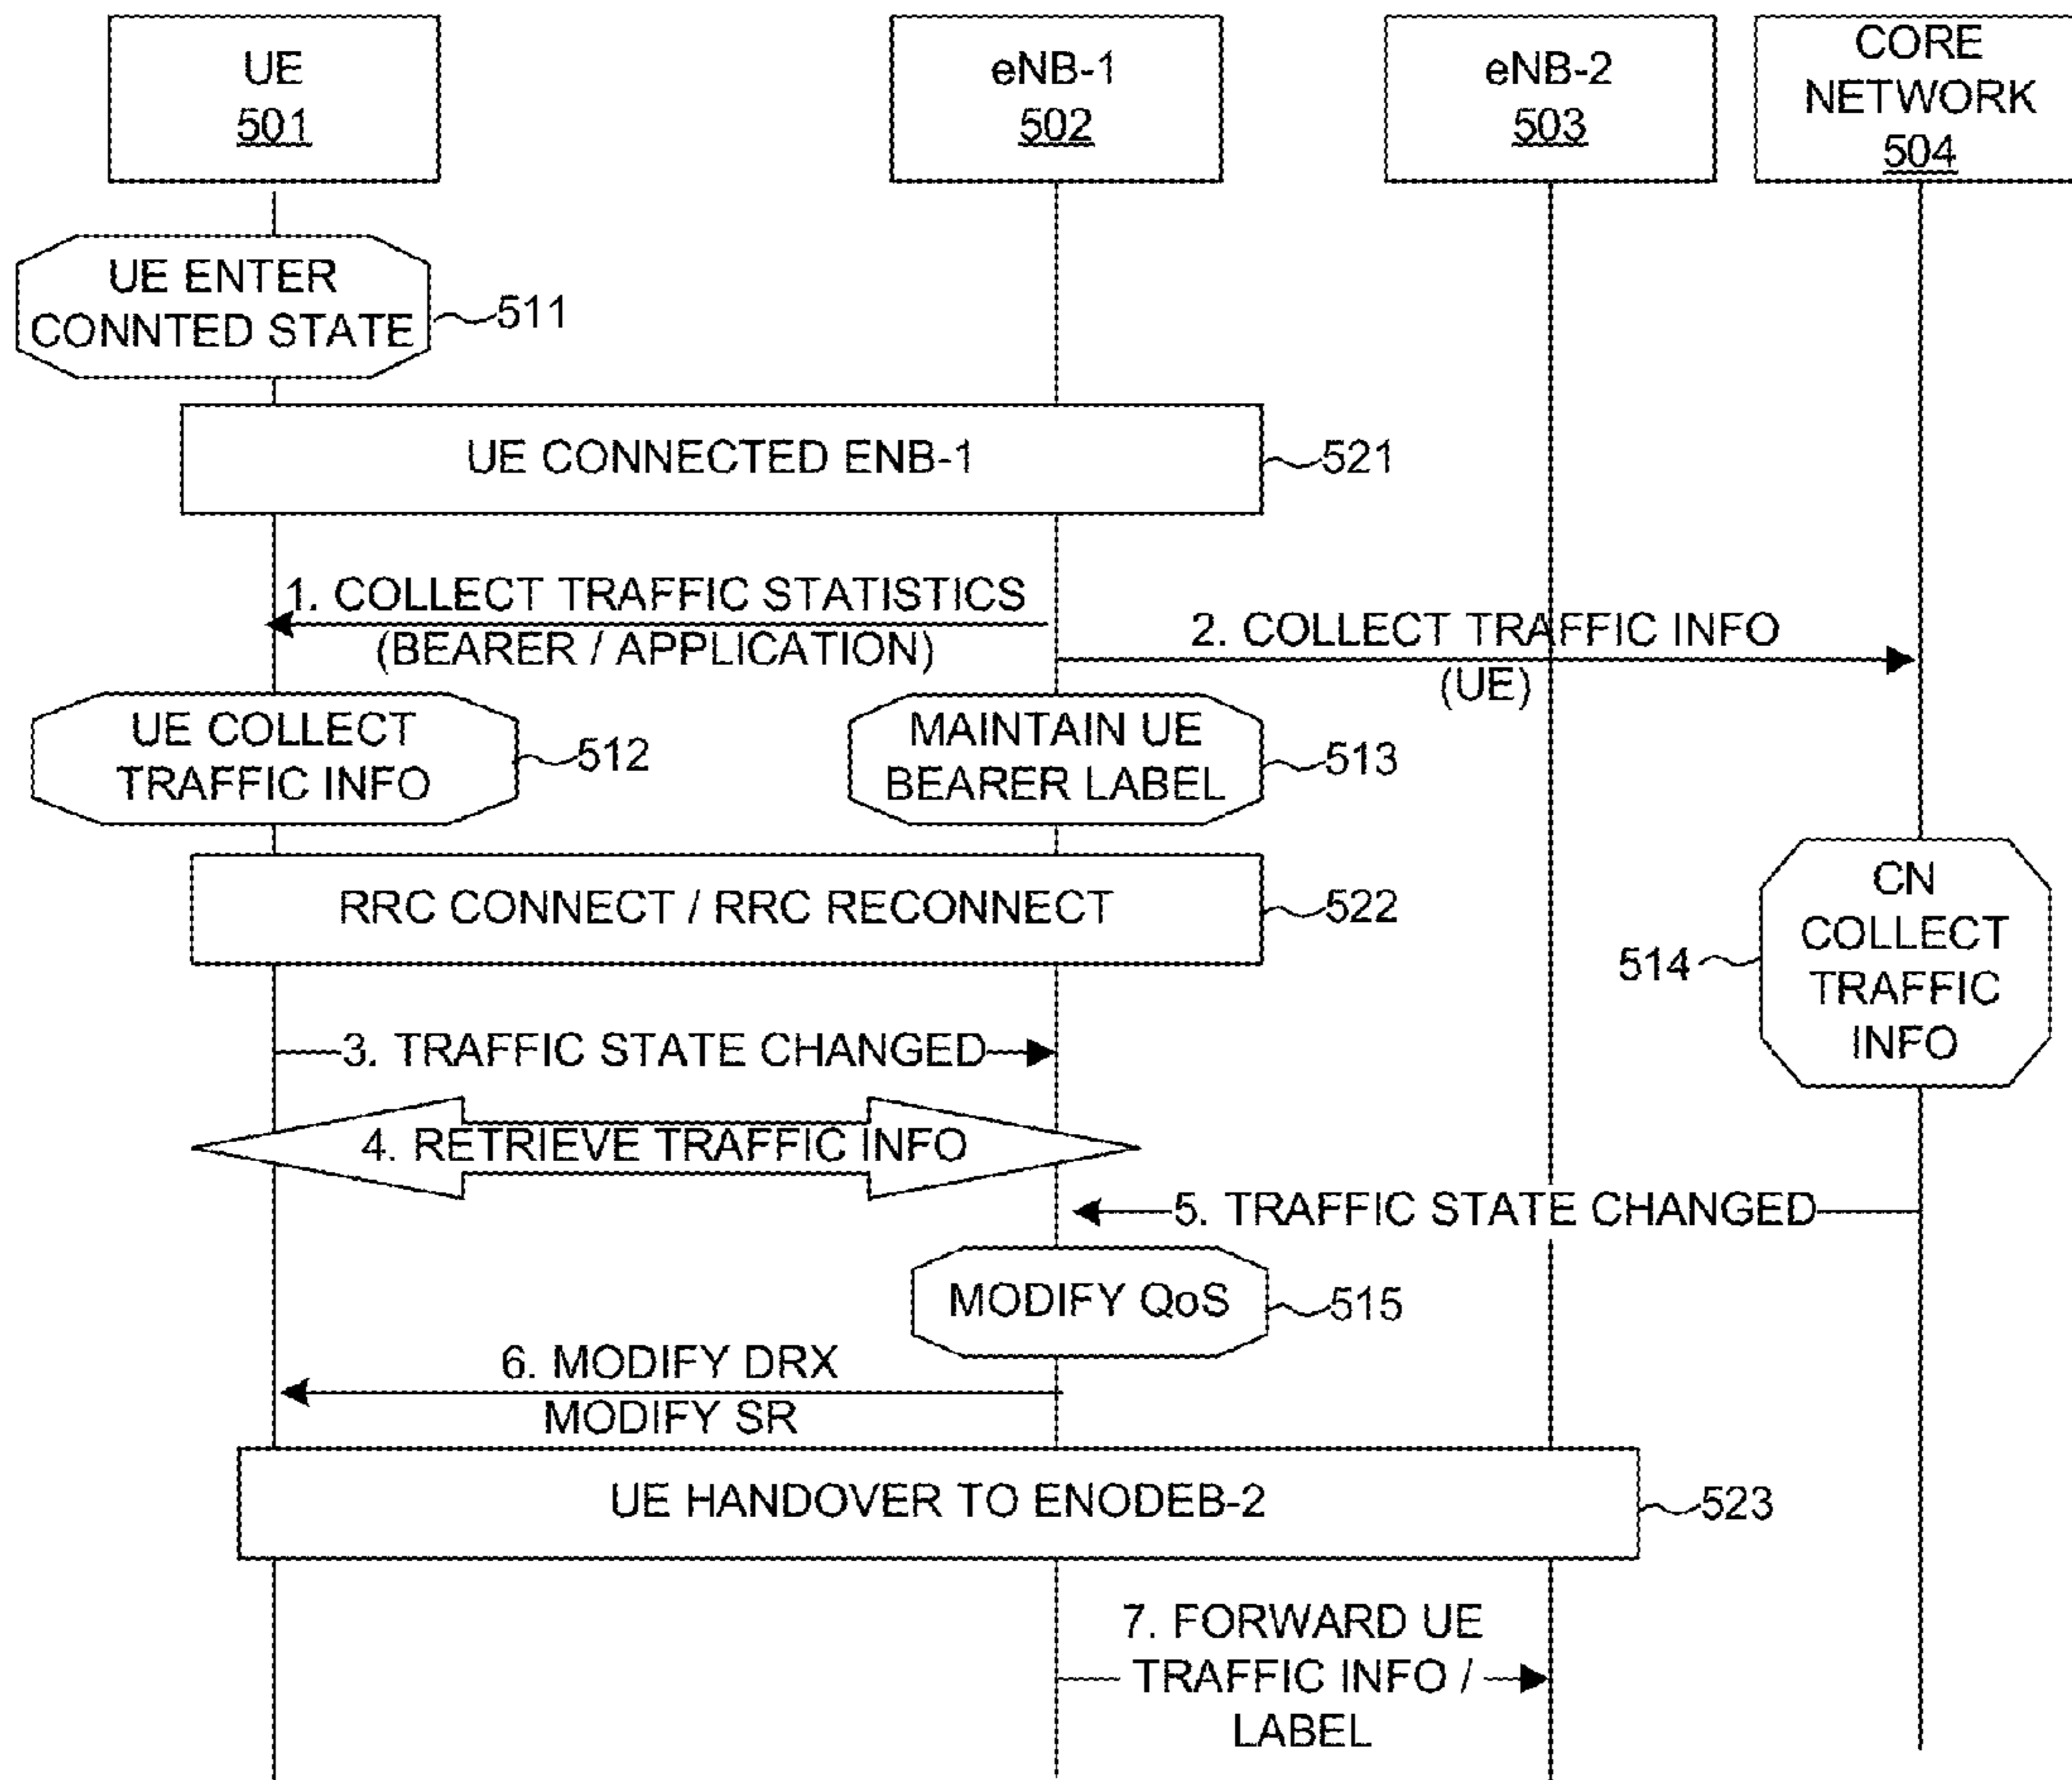 UE
501
eNB-1
502
eNB-2
503
CORE
NETWORK
504
UE ENTER
CONNTED STATE
511
UE CONNECTED ENB-1
521
1. COLLECT TRAFFIC STATISTICS
(BEARER / APPLICATION)
2. COLLECT TRAFFIC INFO
(UE)
UE COLLECT
TRAFFIC INFO
512
MAINTAIN UE
BEARER LABEL
513
RRC CONNECT / RRC RECONNECT
522
CN
COLLECT
TRAFFIC
INFO
514
3. TRAFFIC STATE CHANGED
4. RETRIEVE TRAFFIC INFO
5. TRAFFIC STATE CHANGED
MODIFY QoS
515
6. MODIFY DRX
MODIFY SR
UE HANDOVER TO ENODEB-2
523
7. FORWARD UE
TRAFFIC INFO /
LABEL